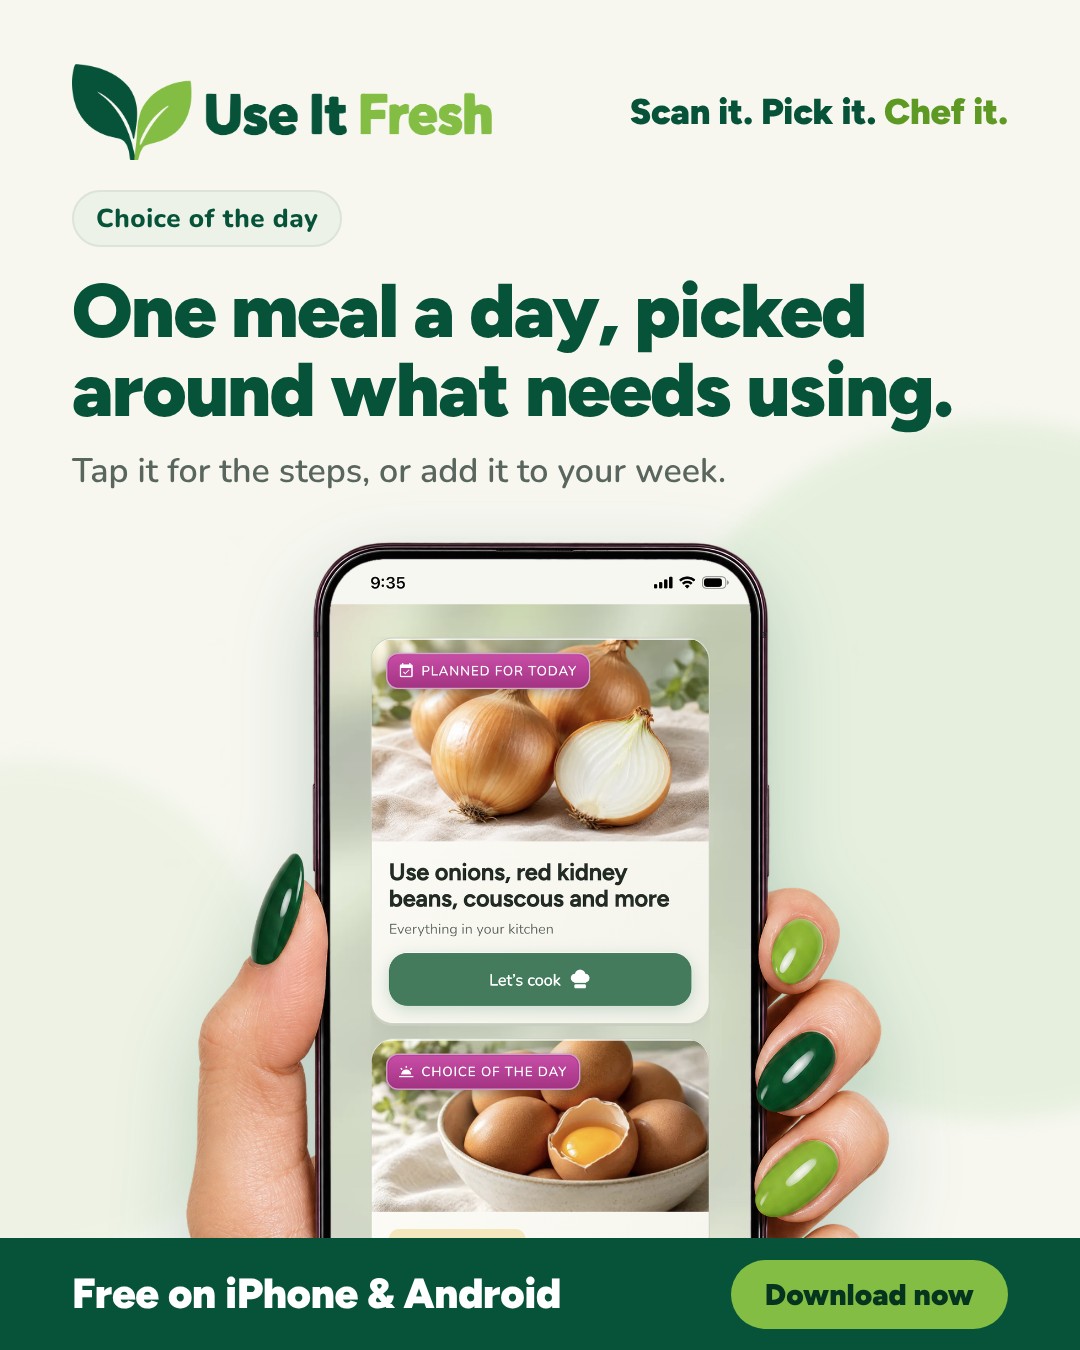 Use It Fresh
Scan it. Pick it. Chef it.
Choice of the day
One meal a day, picked
around what needs using.
Tap it for the steps, or add it to your week.
9:35
PLANNED FOR TODAY
Use onions, red kidney
beans, couscous and more
Everything in your kitchen
Let's cook
CHOICE OF THE DAY
Free on iPhone & Android
Download now